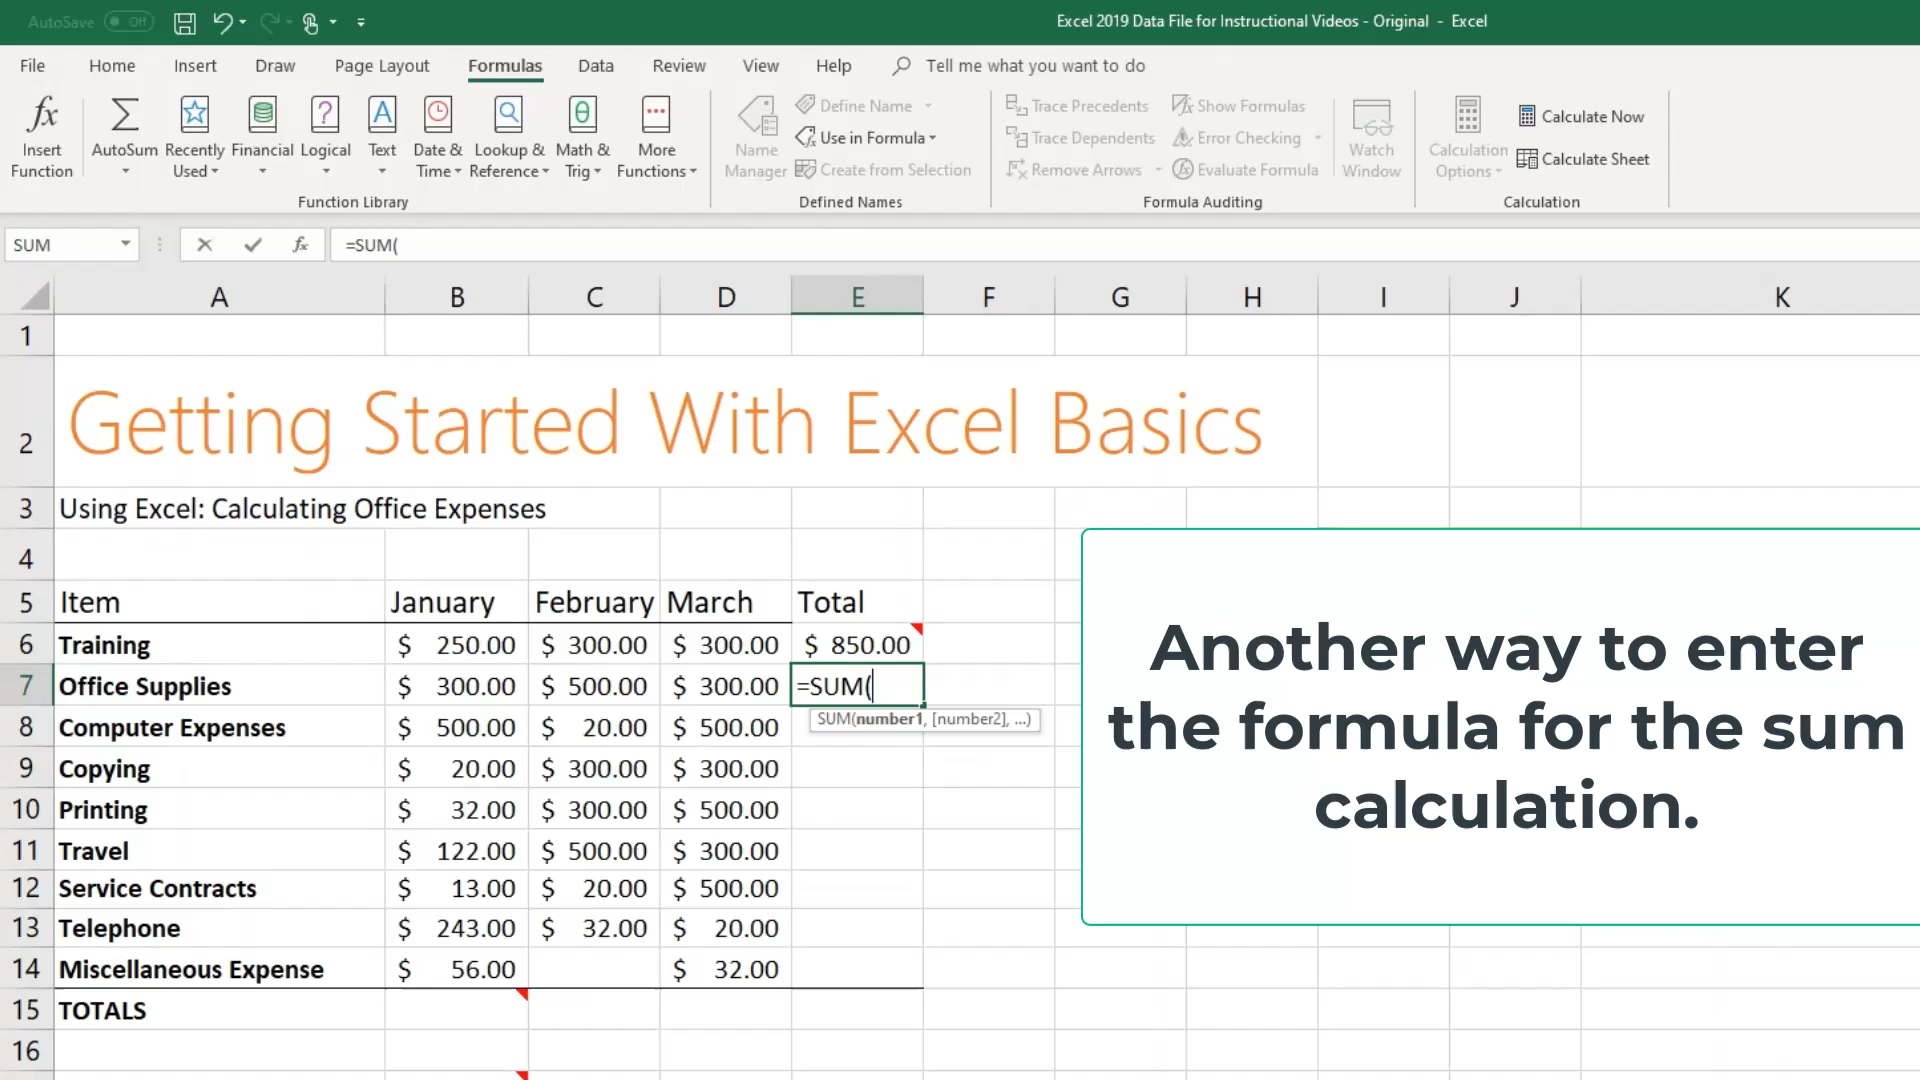 AutoSave Off
Excel 2019 Data File for Instructional Videos - Original - Excel
File Home Insert Draw Page Layout Formulas Data Review View Help Tell me what you want to do
fx Insert Function
AutoSum
Recently Used
Financial
Logical
Text
Date & Time
Lookup & Reference
Math & Trig
More Functions
Function Library
Name Manager
Define Name
Use in Formula
Create from Selection
Defined Names
Trace Precedents
Trace Dependents
Remove Arrows
Show Formulas
Error Checking
Evaluate Formula
Formula Auditing
Watch Window
Calculation Options
Calculate Now
Calculate Sheet
Calculation
SUM fx =SUM(
A B C D E F G H I J K
1
2 Getting Started With Excel Basics
3 Using Excel: Calculating Office Expenses
4
5 Item January February March Total
6 Training $ 250.00 $ 300.00 $ 300.00 $ 850.00
7 Office Supplies $ 300.00 $ 500.00 $ 300.00 =SUM(
SUM(number1, [number2], ...)
8 Computer Expenses $ 500.00 $ 20.00 $ 500.00
9 Copying $ 20.00 $ 300.00 $ 300.00
10 Printing $ 32.00 $ 300.00 $ 500.00
11 Travel $ 122.00 $ 500.00 $ 300.00
12 Service Contracts $ 13.00 $ 20.00 $ 500.00
13 Telephone $ 243.00 $ 32.00 $ 20.00
14 Miscellaneous Expense $ 56.00 $ 32.00
15 TOTALS
16
Another way to enter
the formula for the sum
calculation.